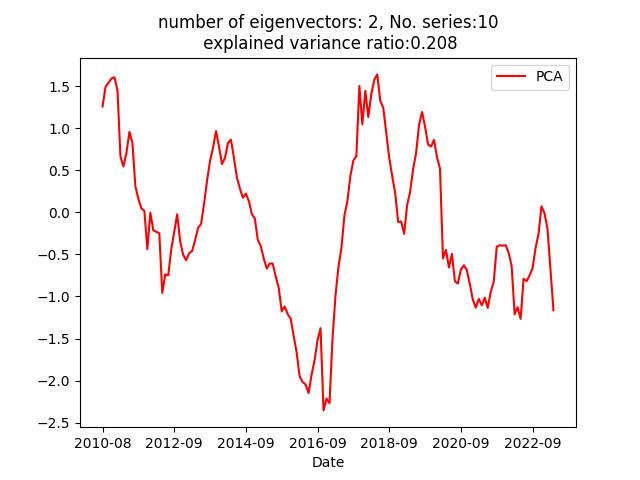 number of eigenvectors: 2, No. series:10
explained variance ratio:0.208
PCA
1.5
1.0
0.5
0.0
−0.5
−1.0
−1.5
−2.0
−2.5
2010-08 2012-09 2014-09 2016-09 2018-09 2020-09 2022-09
Date